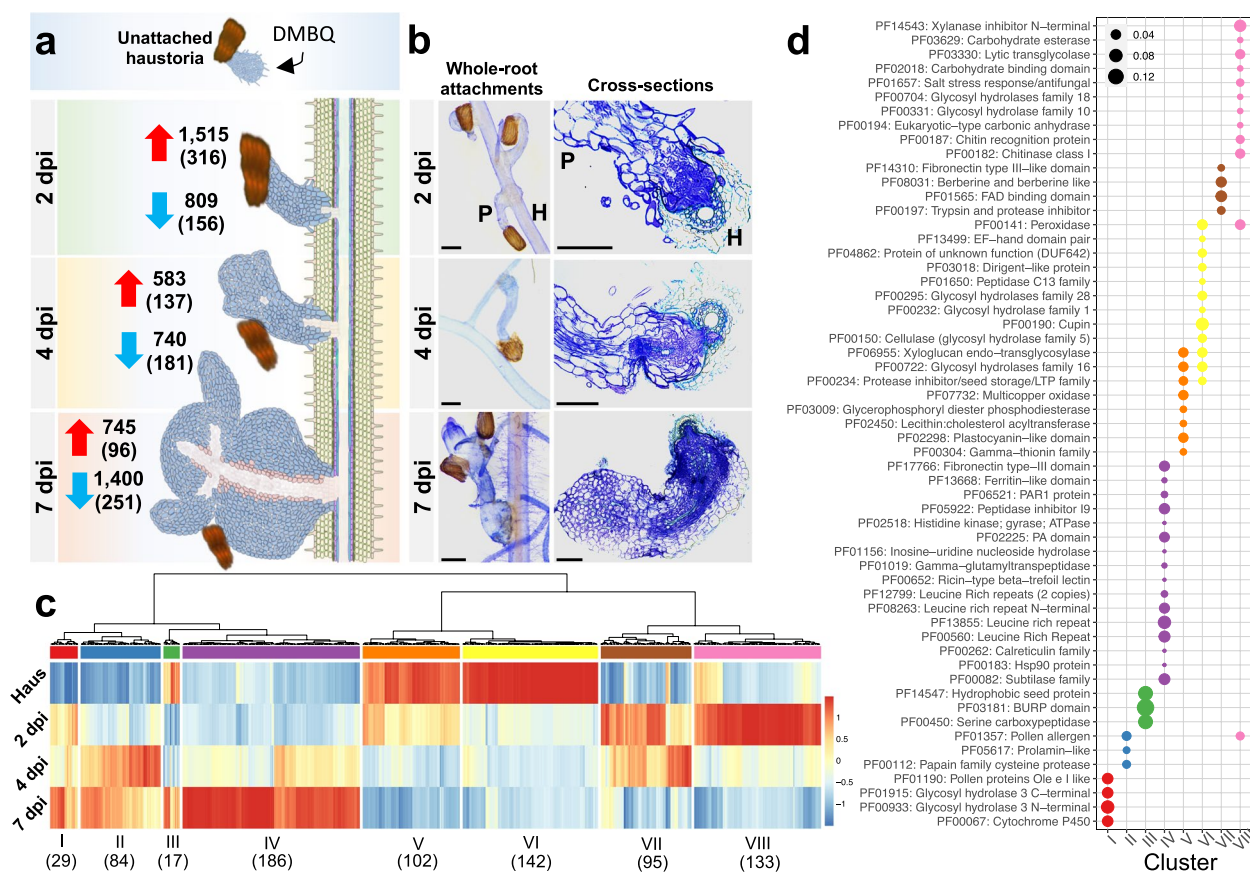 a
Unattached
haustoria
DMBQ
2 dpi
1,515
(316)
809
(156)
4 dpi
583
(137)
740
(181)
7 dpi
745
(96)
1,400
(251)
b
Whole-root
attachments
Cross-sections
2 dpi
P
H
P
H
4 dpi
7 dpi
c
Haus
2 dpi
4 dpi
7 dpi
1
0.5
0
−0.5
−1
I
(29)
II
(84)
III
(17)
IV
(186)
V
(102)
VI
(142)
VII
(95)
VIII
(133)
d
0.04
0.08
0.12
PF14543: Xylanase inhibitor N−terminal
PF03629: Carbohydrate esterase
PF03330: Lytic transglycolase
PF02018: Carbohydrate binding domain
PF01657: Salt stress response/antifungal
PF00704: Glycosyl hydrolases family 18
PF00331: Glycosyl hydrolase family 10
PF00194: Eukaryotic−type carbonic anhydrase
PF00187: Chitin recognition protein
PF00182: Chitinase class I
PF14310: Fibronectin type III−like domain
PF08031: Berberine and berberine like
PF01565: FAD binding domain
PF00197: Trypsin and protease inhibitor
PF00141: Peroxidase
PF13499: EF−hand domain pair
PF04862: Protein of unknown function (DUF642)
PF03018: Dirigent−like protein
PF01650: Peptidase C13 family
PF00295: Glycosyl hydrolases family 28
PF00232: Glycosyl hydrolase family 1
PF00190: Cupin
PF00150: Cellulase (glycosyl hydrolase family 5)
PF06955: Xyloglucan endo−transglycosylase
PF00722: Glycosyl hydrolases family 16
PF00234: Protease inhibitor/seed storage/LTP family
PF07732: Multicopper oxidase
PF03009: Glycerophosphoryl diester phosphodiesterase
PF02450: Lecithin:cholesterol acyltransferase
PF02298: Plastocyanin−like domain
PF00304: Gamma−thionin family
PF17766: Fibronectin type−III domain
PF13668: Ferritin−like domain
PF06521: PAR1 protein
PF05922: Peptidase inhibitor I9
PF02518: Histidine kinase; gyrase; ATPase
PF02225: PA domain
PF01156: Inosine−uridine nucleoside hydrolase
PF01019: Gamma−glutamyltranspeptidase
PF00652: Ricin−type beta−trefoil lectin
PF12799: Leucine Rich repeats (2 copies)
PF08263: Leucine rich repeat N−terminal
PF13855: Leucine rich repeat
PF00560: Leucine Rich Repeat
PF00262: Calreticulin family
PF00183: Hsp90 protein
PF00082: Subtilase family
PF14547: Hydrophobic seed protein
PF03181: BURP domain
PF00450: Serine carboxypeptidase
PF01357: Pollen allergen
PF05617: Prolamin−like
PF00112: Papain family cysteine protease
PF01190: Pollen proteins Ole e I like
PF01915: Glycosyl hydrolase 3 C−terminal
PF00933: Glycosyl hydrolase 3 N−terminal
PF00067: Cytochrome P450
I
II
III
IV
V
VI
VII
VIII
Cluster